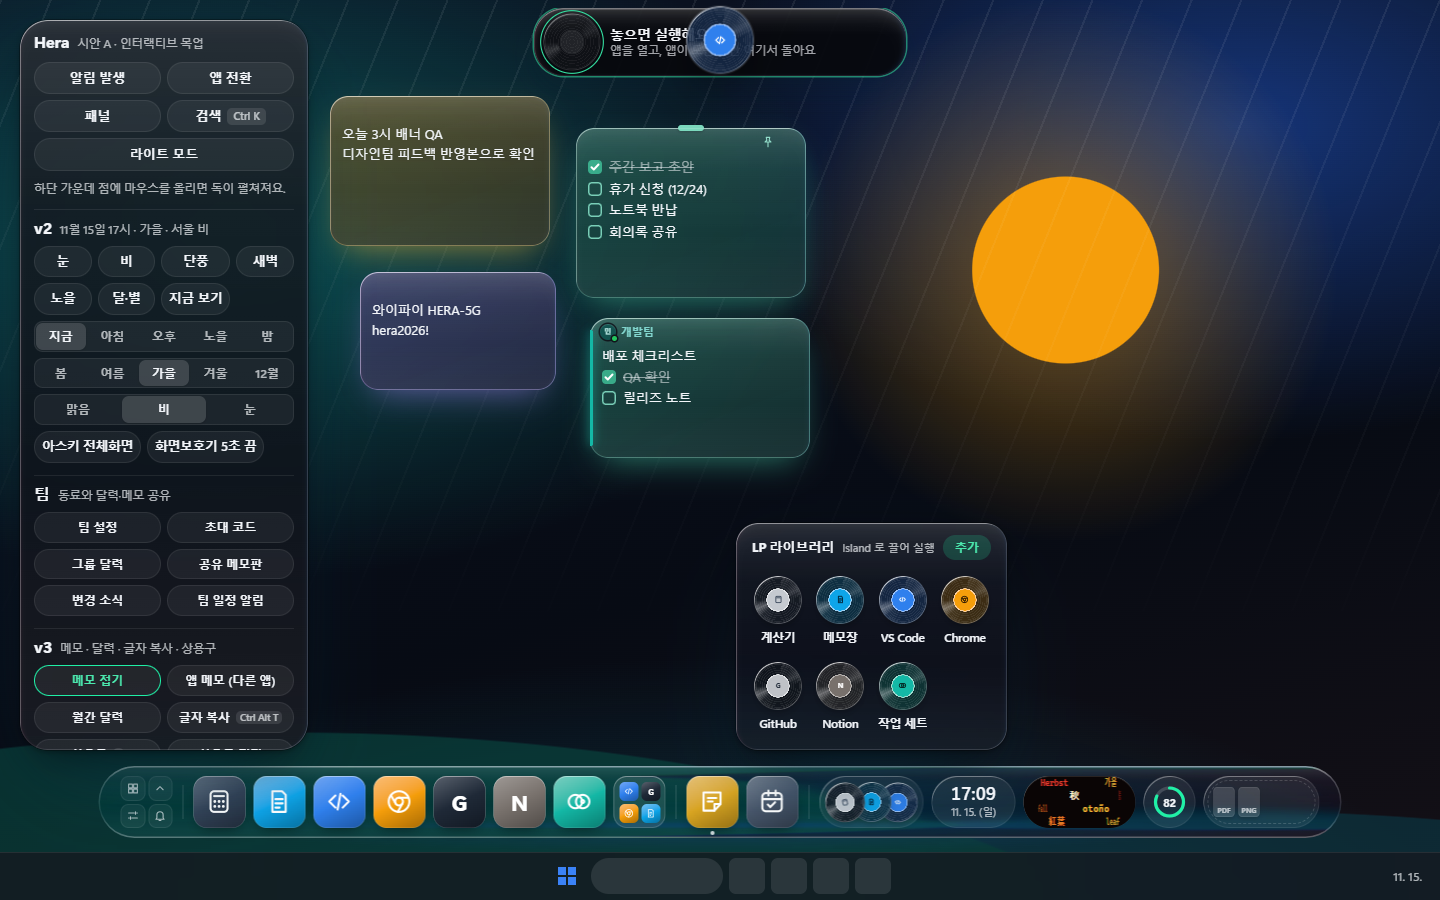 Hera 시안 A · 인터랙티브 목업
알림 발생
앱 전환
패널
검색 Ctrl K
라이트 모드
하단 가운데 점에 마우스를 올리면 독이 펼쳐져요.
v2 11월 15일 17시 · 가을 · 서울 비
눈 비 단풍 새벽
노을 달·별 지금 보기
지금 아침 오후 노을 밤
봄 여름 가을 겨울 12월
맑음 비 눈
아스키 전체화면 화면보호기 5초 끔
팀 동료와 달력·메모 공유
팀 설정 초대 코드
그룹 달력 공유 메모판
변경 소식 팀 일정 알림
v3 메모 · 달력 · 글자 복사 · 상용구
메모 접기 앱 메모 (다른 앱)
월간 달력 글자 복사 Ctrl Alt T
놓으면 실행해
앱을 열고, 앱이 여기서 돌아요
오늘 3시 배너 QA
디자인팀 피드백 반영본으로 확인
주간 보고 초안
휴가 신청 (12/24)
노트북 반납
회의록 공유
와이파이 HERA-5G
hera2026!
민 개발팀
배포 체크리스트
QA 확인
릴리즈 노트
LP 라이브러리 Island 로 끌어 실행 추가
계산기 메모장 VS Code Chrome
G N
GitHub Notion 작업 세트
G N G
17:09
11. 15. (일)
Herbst 가을
秋
otoño
紅葉 leaf
82
PDF PNG
11. 15.